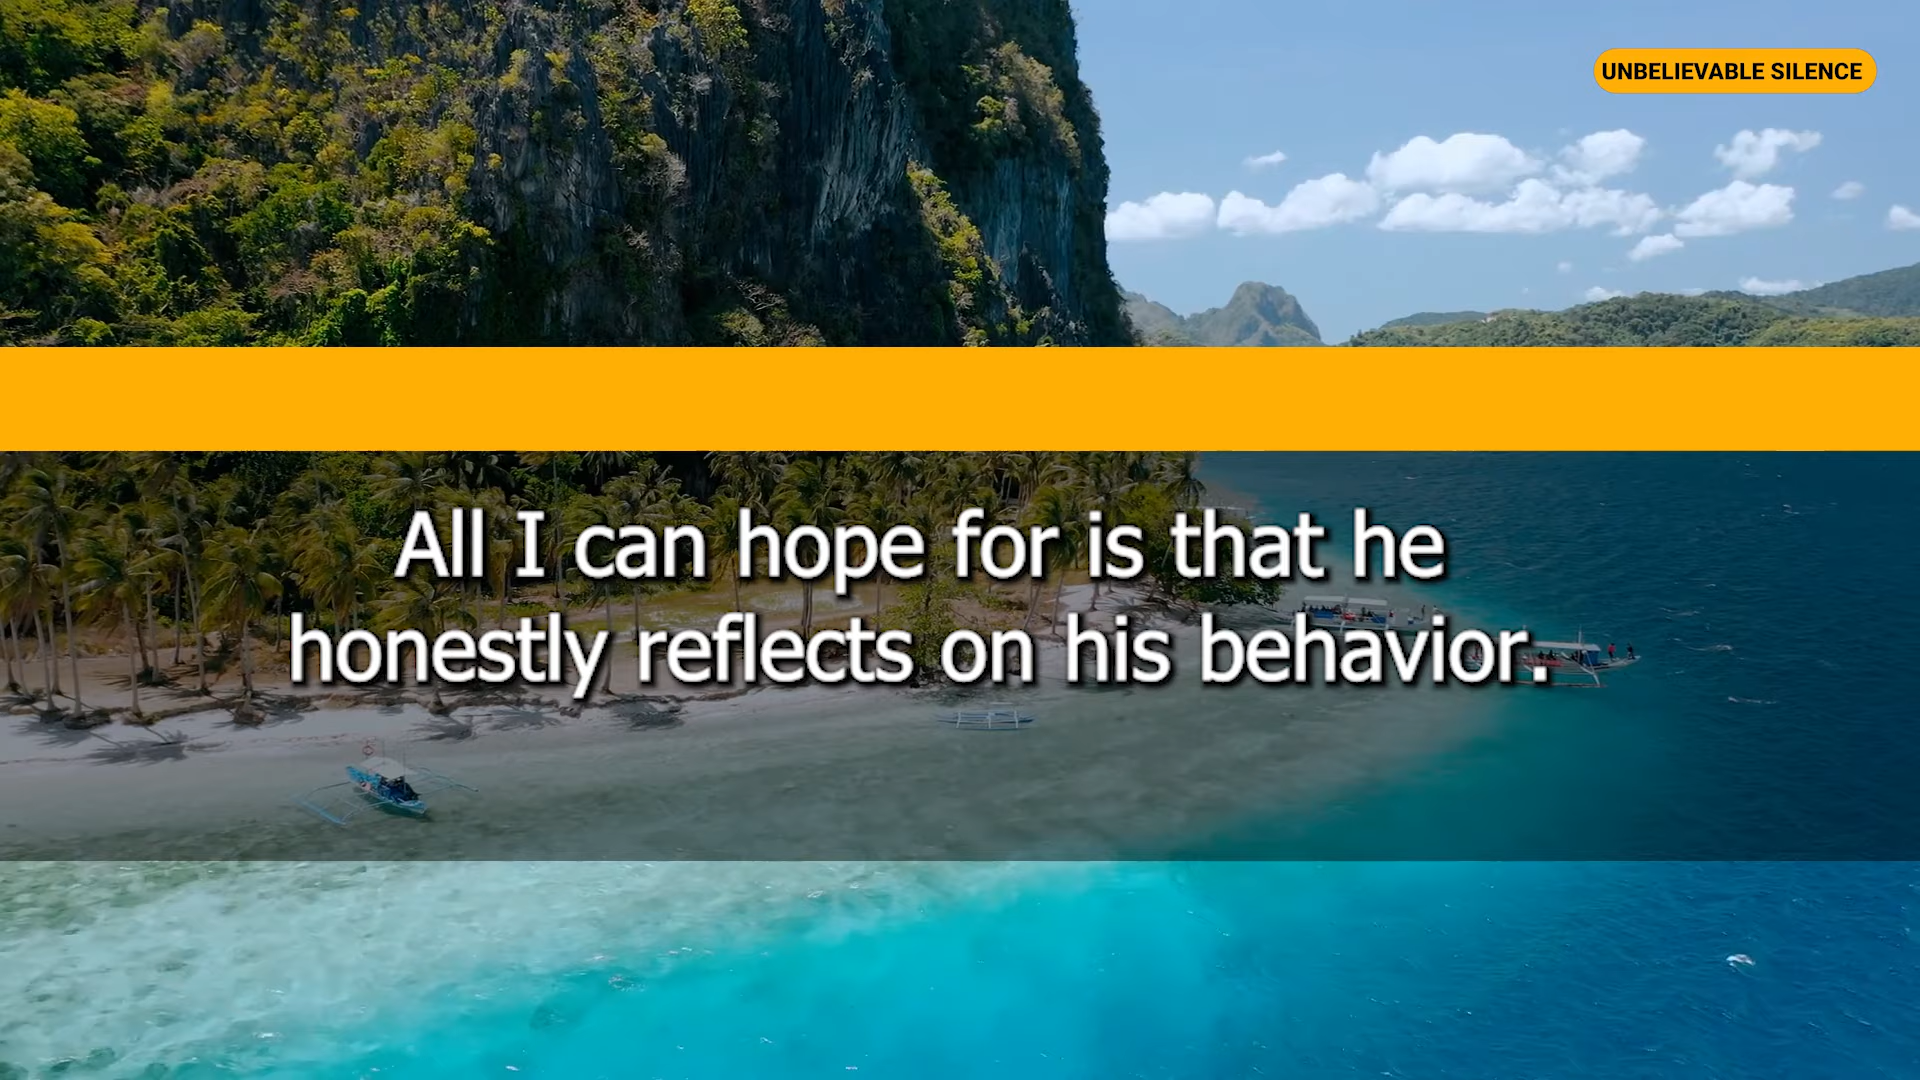 UNBELIEVABLE SILENCE
All I can hope for is that he
honestly reflects on his behavior.